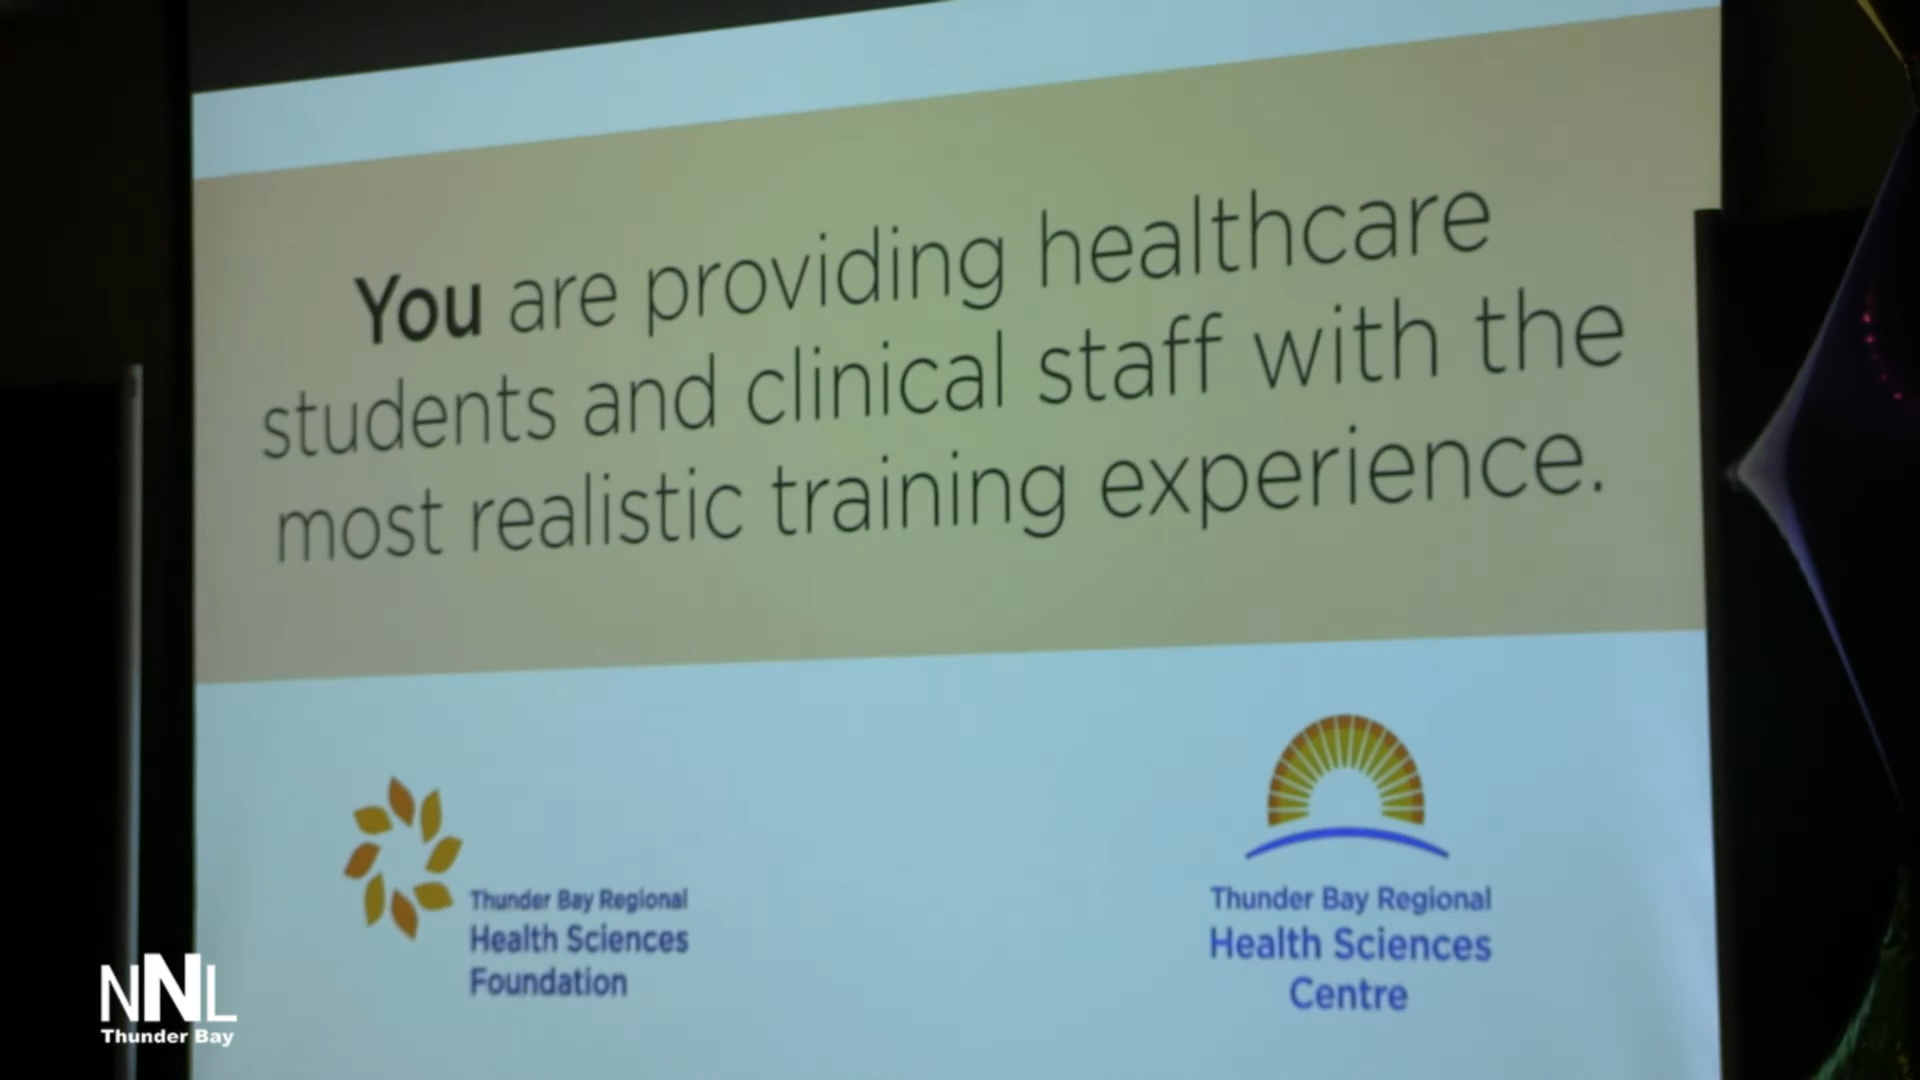 You are providing healthcare
students and clinical staff with the
most realistic training experience.
Thunder Bay Regional
Health Sciences
Foundation
Thunder Bay Regional
Health Sciences
Centre
NNL
Thunder Bay